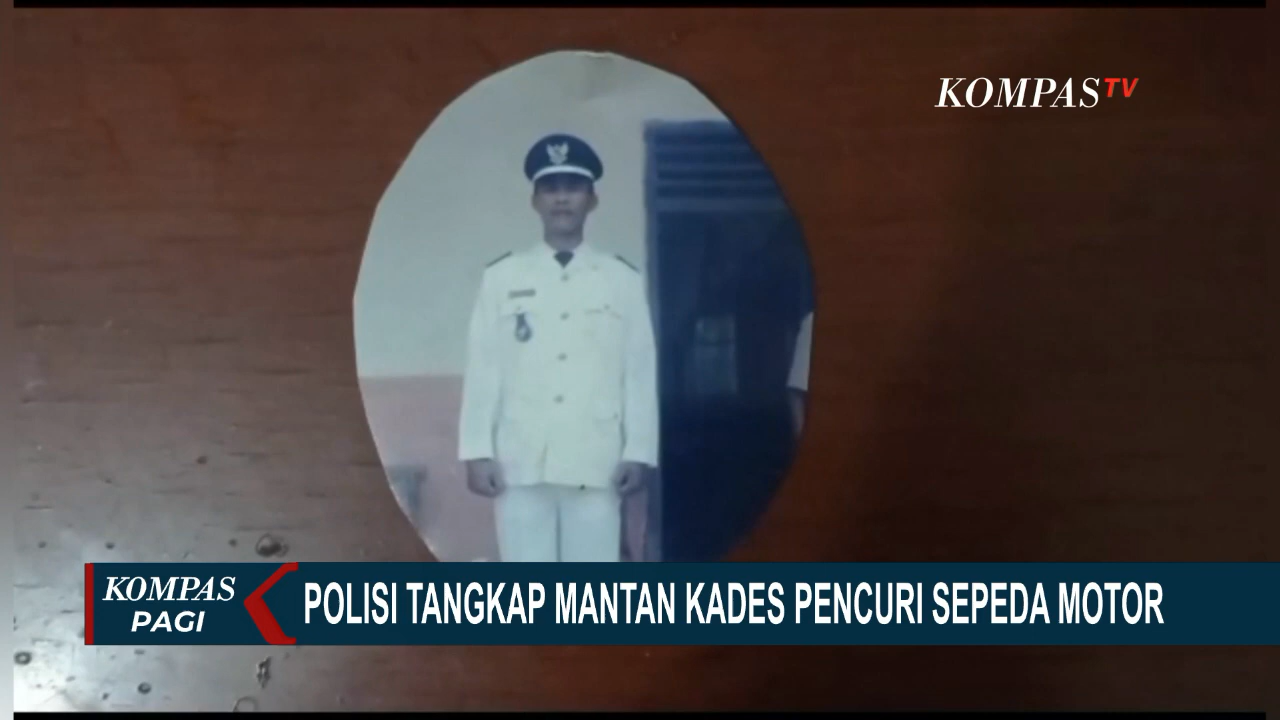 KOMPASTV
KOMPAS
PAGI
POLISI TANGKAP MANTAN KADES PENCURI SEPEDA MOTOR